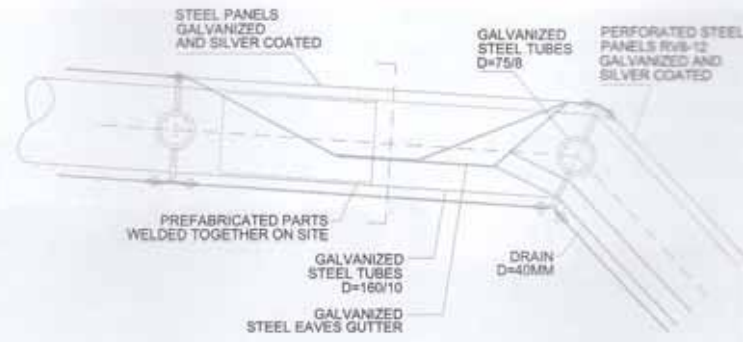 STEEL PANELS
GALVANIZED
AND SILVER COATED
GALVANIZED
STEEL TUBES
D=75/8
PERFORATED STEEL
PANELS RV8-12
GALVANIZED AND
SILVER COATED
PREFABRICATED PARTS
WELDED TOGETHER ON SITE
GALVANIZED
STEEL TUBES
D=160/10
GALVANIZED
STEEL EAVES GUTTER
DRAIN
D=40MM